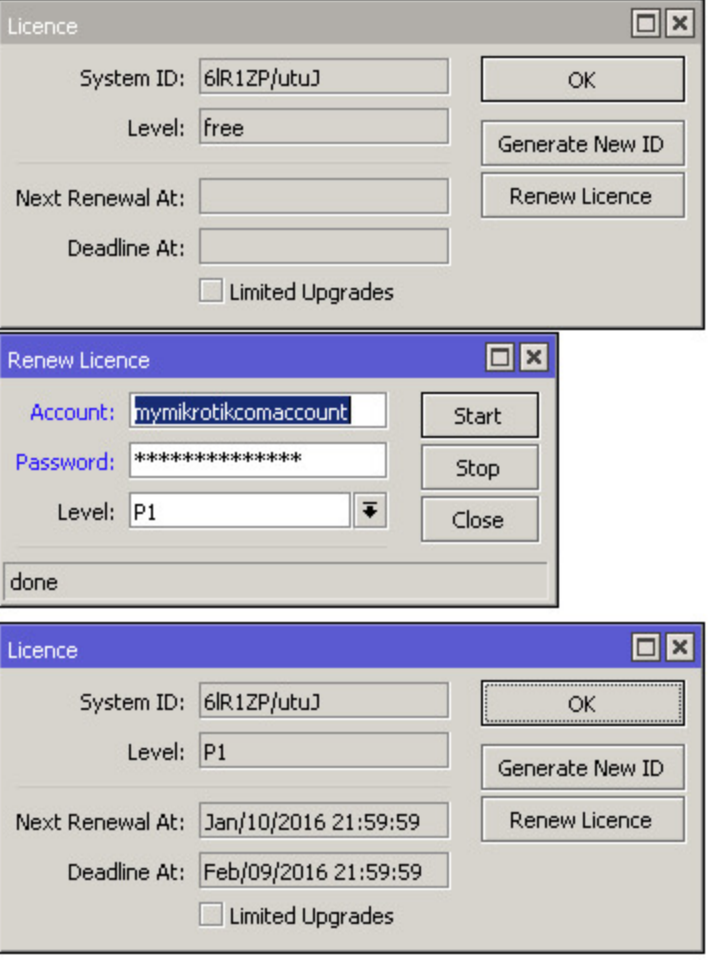 Licence
System ID: 6lR1ZP/utuJ
OK
Level: free
Generate New ID
Next Renewal At:
Renew Licence
Deadline At:
Limited Upgrades
Renew Licence
Account: mymikrotikcomaccount
Start
Password: **************
Stop
Level: P1
Close
done
Licence
System ID: 6lR1ZP/utuJ
OK
Level: P1
Generate New ID
Next Renewal At: Jan/10/2016 21:59:59
Renew Licence
Deadline At: Feb/09/2016 21:59:59
Limited Upgrades